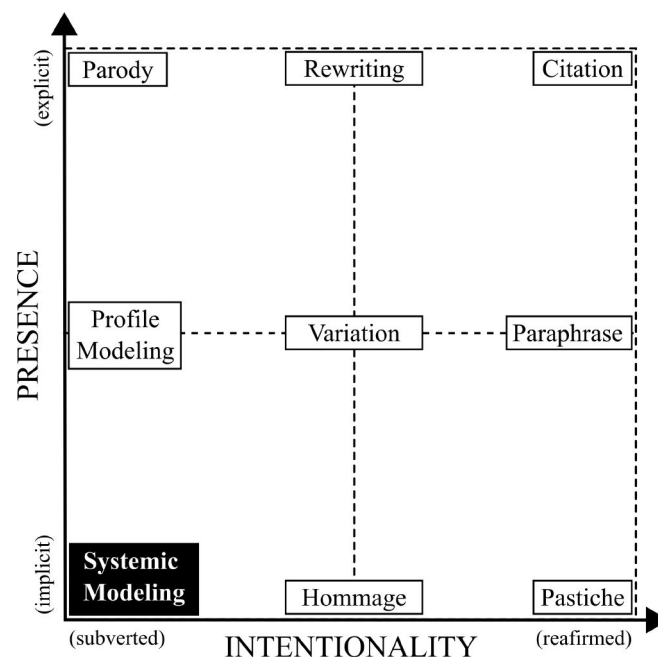 Parody
Rewriting
Citation
(explicit)
PRESENCE
Profile
Modeling
Variation
Paraphrase
(implicit)
Systemic
Modeling
Hommage
Pastiche
(subverted)
INTENTIONALITY
(reafirmed)